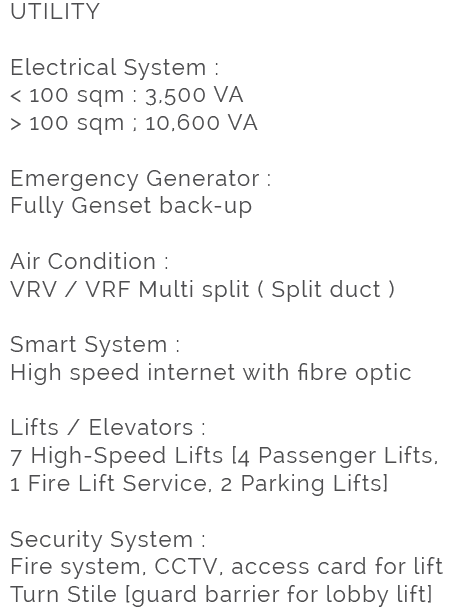 UTILITY
Electrical System :
< 100 sqm : 3,500 VA
> 100 sqm ; 10,600 VA
Emergency Generator :
Fully Genset back-up
Air Condition :
VRV / VRF Multi split ( Split duct )
Smart System :
High speed internet with fibre optic
Lifts / Elevators :
7 High-Speed Lifts [4 Passenger Lifts,
1 Fire Lift Service, 2 Parking Lifts]
Security System :
Fire system, CCTV, access card for lift
Turn Stile [guard barrier for lobby lift]